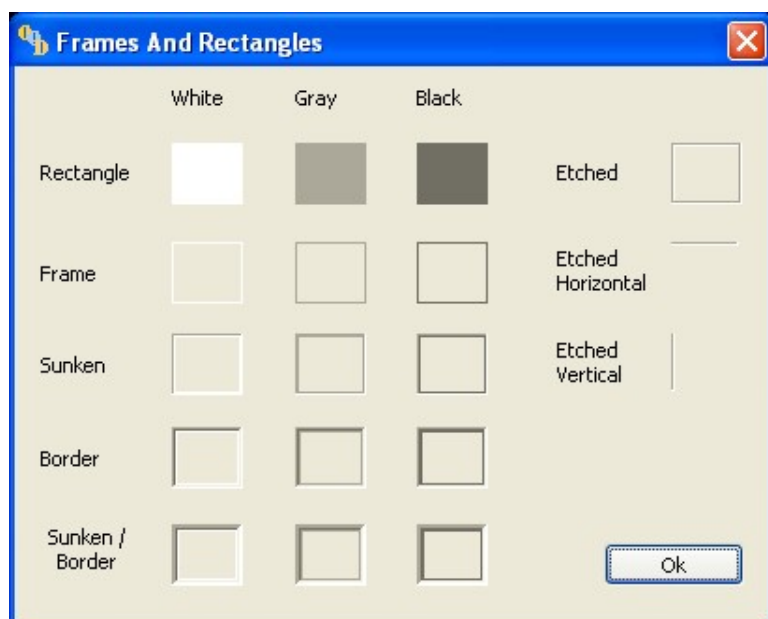 Frames And Rectangles
White Gray Black
Rectangle
Etched
Frame
Etched
Horizontal
Sunken
Etched
Vertical
Border
Sunken /
Border
Ok